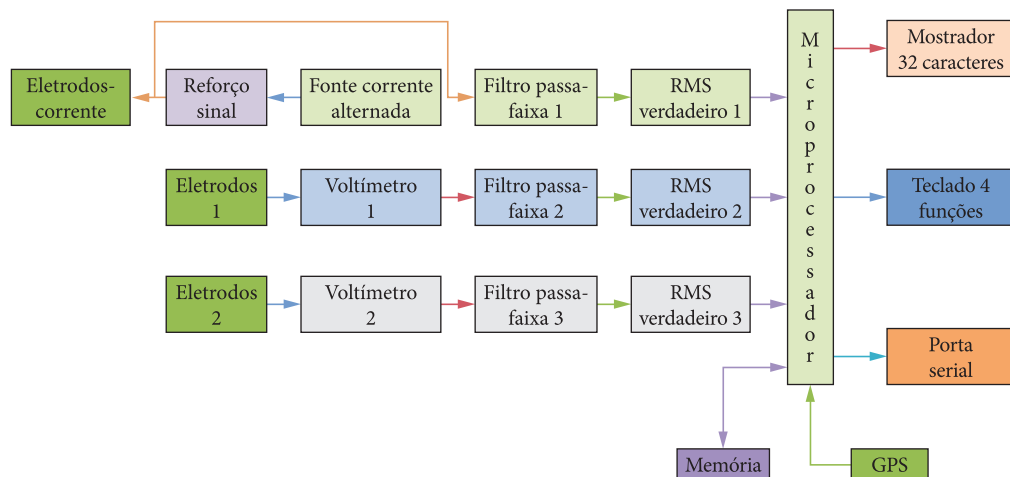 Eletrodos-
corrente
Reforço
sinal
Fonte corrente
alternada
Filtro passa-
faixa 1
RMS
verdadeiro 1
Microprocessador
Mostrador
32 caracteres
Eletrodos
1
Voltímetro
1
Filtro passa-
faixa 2
RMS
verdadeiro 2
Teclado 4
funções
Eletrodos
2
Voltímetro
2
Filtro passa-
faixa 3
RMS
verdadeiro 3
Porta
serial
Memória
GPS